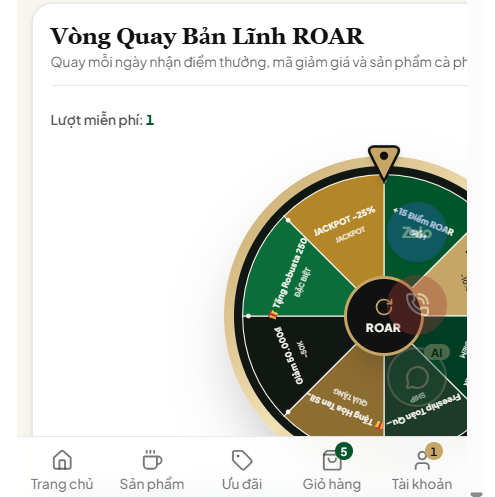 Vòng Quay Bản Lĩnh ROAR
Quay mỗi ngày nhận điểm thưởng, mã giảm giá và sản phẩm cà ph
Lượt miễn phí: 1
JACKPOT -25%
JACKPOT
+15 Điểm ROAR
Zalo
Tặng Robusta 250
ĐẶC BIỆT
Giảm 50.000₫
-50K
ROAR
AI
QUÀ TẶNG
Tặng Hòa Tan Sii...
SHIP
Freeship Toàn Qu...
5
1
Trang chủ
Sản phẩm
Ưu đãi
Giỏ hàng
Tài khoản